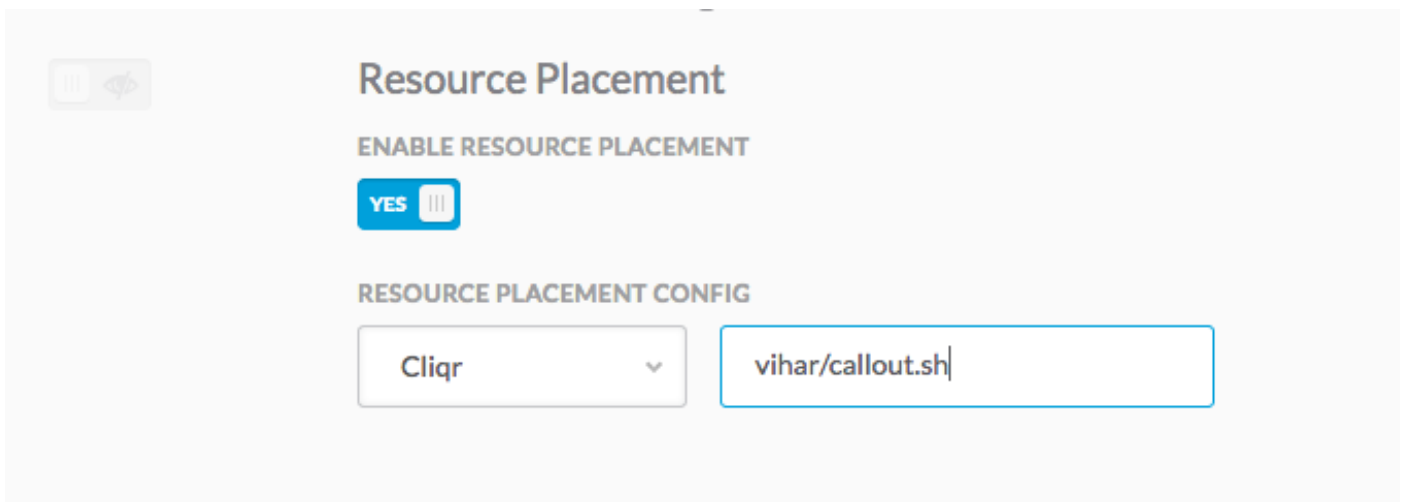 Resource Placement
ENABLE RESOURCE PLACEMENT
YES
RESOURCE PLACEMENT CONFIG
Cliqr
vihar/callout.sh